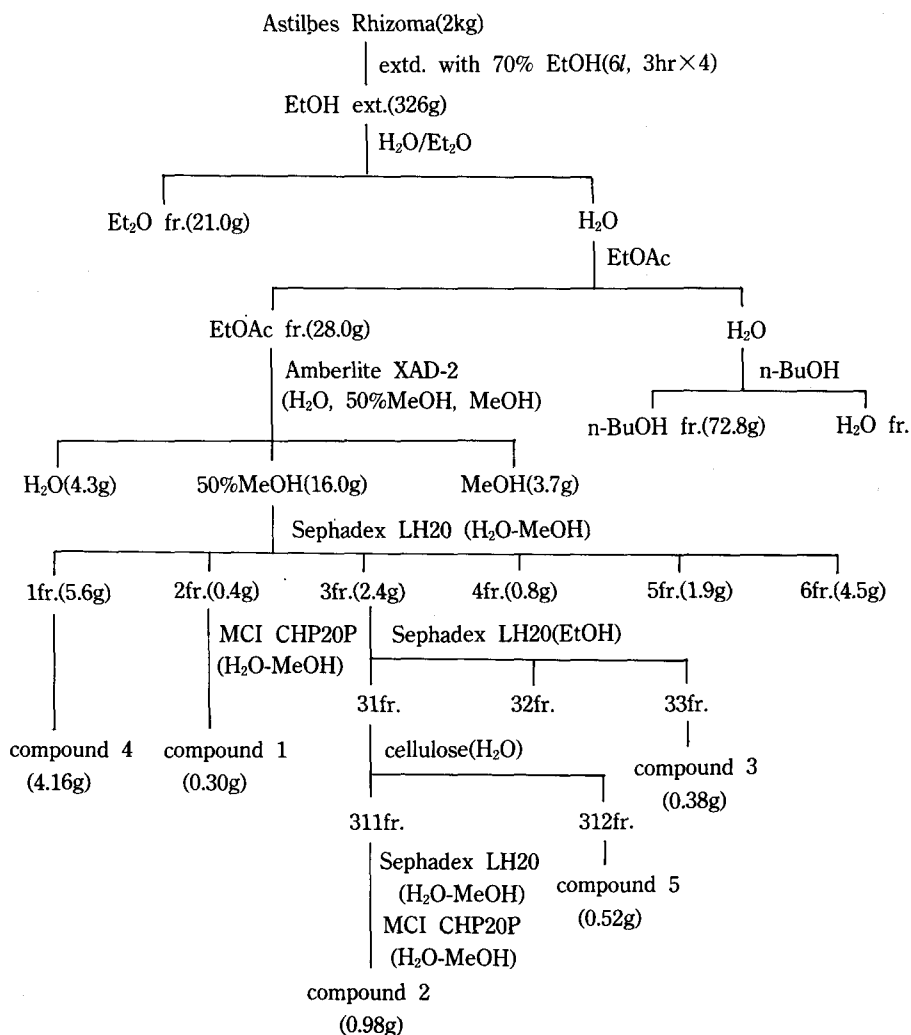 Astilbes Rhizoma(2kg)
extd. with 70% EtOH(6l, 3hr×4)
EtOH ext.(326g)
H₂O/Et₂O
Et₂O fr.(21.0g)
H₂O
EtOAc
EtOAc fr.(28.0g)
H₂O
Amberlite XAD-2
(H₂O, 50%MeOH, MeOH)
n-BuOH
n-BuOH fr.(72.8g)
H₂O fr.
H₂O(4.3g)
50%MeOH(16.0g)
MeOH(3.7g)
Sephadex LH20 (H₂O-MeOH)
1fr.(5.6g)
2fr.(0.4g)
3fr.(2.4g)
4fr.(0.8g)
5fr.(1.9g)
6fr.(4.5g)
MCI CHP20P
(H₂O-MeOH)
Sephadex LH20(EtOH)
31fr.
32fr.
33fr.
compound 4
(4.16g)
compound 1
(0.30g)
cellulose(H₂O)
compound 3
(0.38g)
311fr.
312fr.
Sephadex LH20
(H₂O-MeOH)
MCI CHP20P
(H₂O-MeOH)
compound 5
(0.52g)
compound 2
(0.98g)